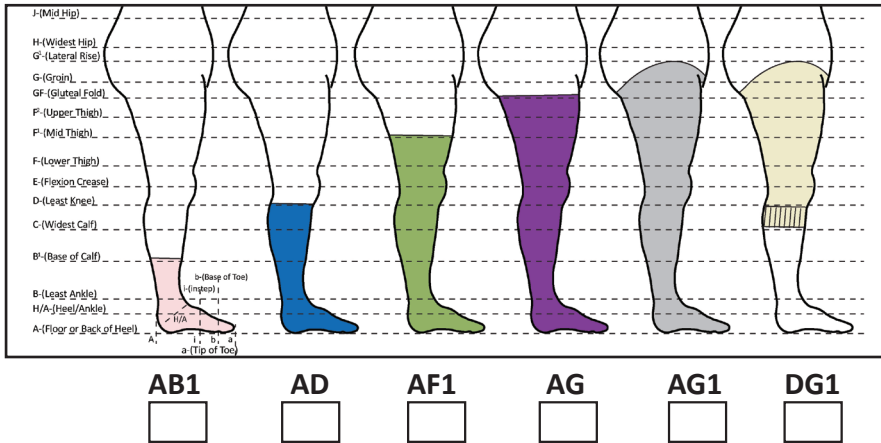 J-(Mid Hip)
H-(Widest Hip)
G¹-(Lateral Rise)
G-(Groin)
GF-(Gluteal Fold)
F²-(Upper Thigh)
F¹-(Mid Thigh)
F-(Lower Thigh)
E-(Flexion Crease)
D-(Least Knee)
C-(Widest Calf)
B¹-(Base of Calf)
b-(Base of Toe)
i-(instep)
B-(Least Ankle)
H/A-(Heel/Ankle)
H/A
A-(Floor or Back of Heel)
A i b a
a-(Tip of Toe)
AB1 AD AF1 AG AG1 DG1